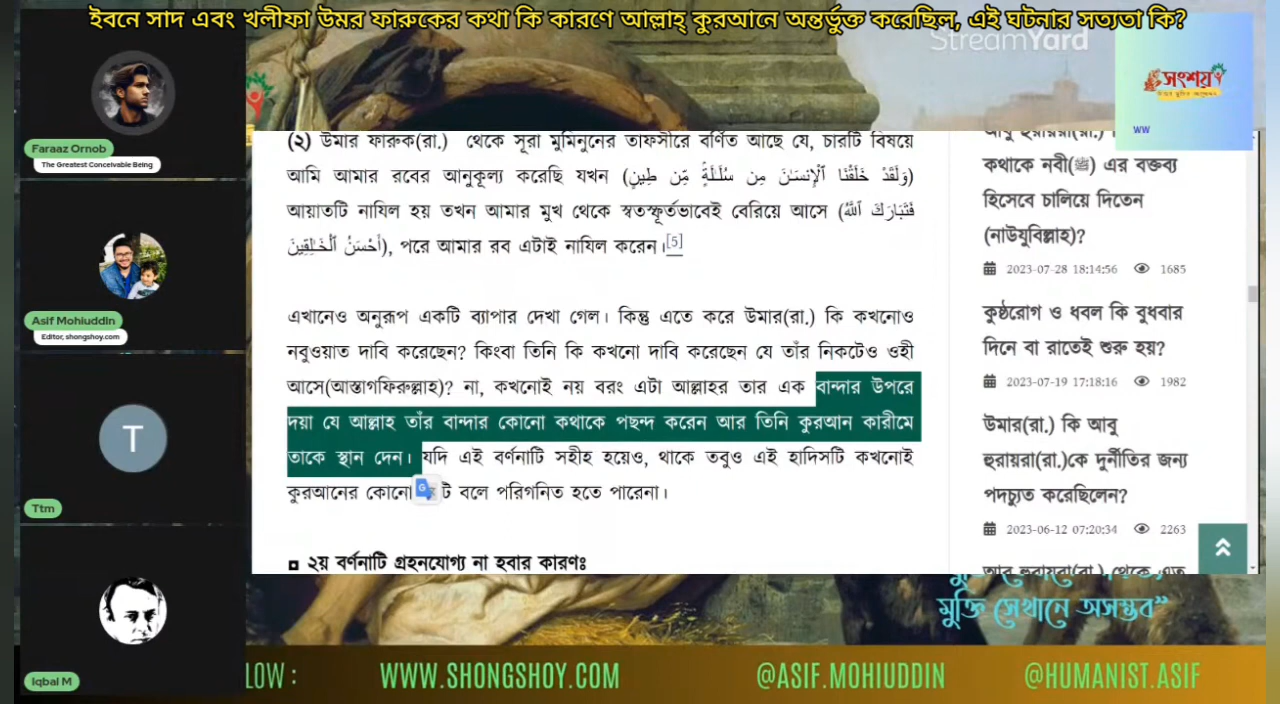 ইবনে সাদ এবং খলীফা উমর ফারুকের কথা কি কারণে আল্লাহ্ কুরআনে অন্তর্ভুক্ত করেছিল, এই ঘটনার সত্যতা কি?
StreamYard
সংশয়
ww
Faraaz Ornob
The Greatest Conceivable Being
Asif Mohiuddin
Editor, shongshoy.com
T
Ttm
Iqbal M
(২) উমার ফারুক(রা.) থেকে সূরা মুমিনুনের তাফসীরে বর্ণিত আছে যে, চারটি বিষয়ে
আমি আমার রবের আনুকূল্য করেছি যখন (وَلَقَدْ خَلَقْنَا ٱلْإِنسَـٰنَ مِن سُلَـٰلَةٍۢ مِّن طِينٍ)
আয়াতটি নাযিল হয় তখন আমার মুখ থেকে স্বতস্ফূর্তভাবেই বেরিয়ে আসে (فَتَبَارَكَ ٱللَّهُ
أَحْسَنُ ٱلْخَـٰلِقِينَ), পরে আমার রব এটাই নাযিল করেন।[5]
এখানেও অনুরূপ একটি ব্যাপার দেখা গেল। কিন্তু এতে করে উমার(রা.) কি কখনোও
নবুওয়াত দাবি করেছেন? কিংবা তিনি কি কখনো দাবি করেছেন যে তাঁর নিকটেও ওহী
আসে(আস্তাগফিরুল্লাহ)? না, কখনোই নয় বরং এটা আল্লাহর তার এক বান্দার উপরে
দয়া যে আল্লাহ তাঁর বান্দার কোনো কথাকে পছন্দ করেন আর তিনি কুরআন কারীমে
তাকে স্থান দেন। যদি এই বর্ণনাটি সহীহ হয়েও, থাকে তবুও এই হাদিসটি কখনোই
কুরআনের কোনো টি বলে পরিগনিত হতে পারেনা।
২য় বর্ণনাটি গ্রহনযোগ্য না হবার কারণঃ
কথাকে নবী(ﷺ) এর বক্তব্য
হিসেবে চালিয়ে দিতেন
(নাউযুবিল্লাহ)?
2023-07-28 18:14:56 1685
কুষ্ঠরোগ ও ধবল কি বুধবার
দিনে বা রাতেই শুরু হয়?
2023-07-19 17:18:16 1982
উমার(রা.) কি আবু
হুরায়রা(রা.)কে দুর্নীতির জন্য
পদচ্যুত করেছিলেন?
2023-06-12 07:20:34 2263
আবু হুরায়রা(রা.) থেকে এত
মুক্তি সেখানে অসম্ভব”
LOW : WWW.SHONGSHOY.COM @ASIF.MOHIUDDIN @HUMANIST.ASIF